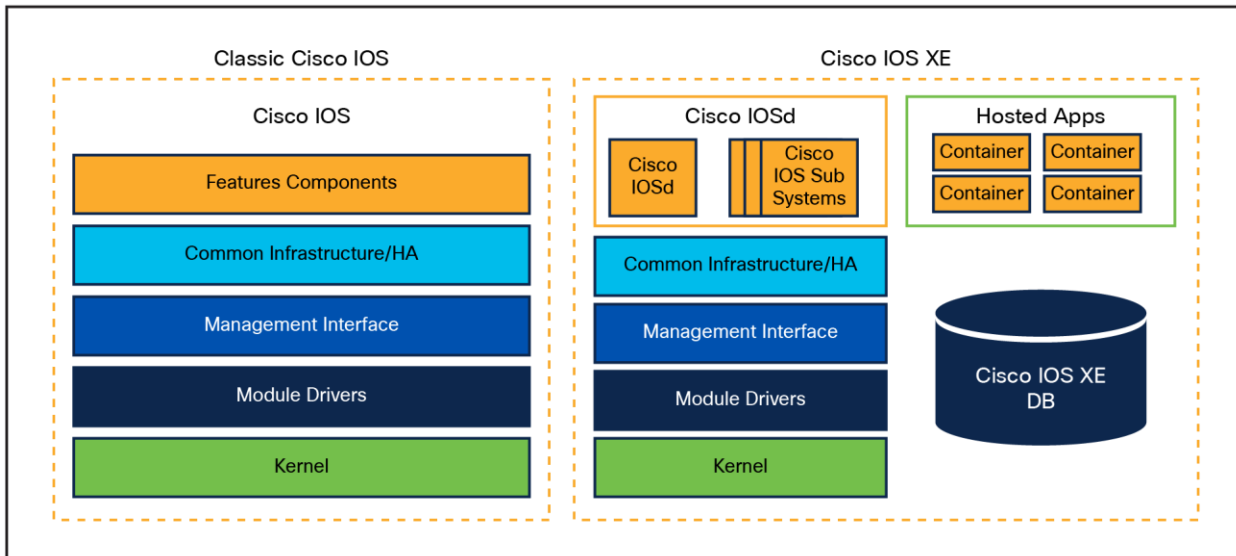 Classic Cisco IOS
Cisco IOS
Features Components
Common Infrastructure/HA
Management Interface
Module Drivers
Kernel
Cisco IOS XE
Cisco IOSd
Cisco
IOSd
Cisco
IOS Sub
Systems
Hosted Apps
Container
Container
Container
Container
Common Infrastructure/HA
Management Interface
Module Drivers
Kernel
Cisco IOS XE
DB